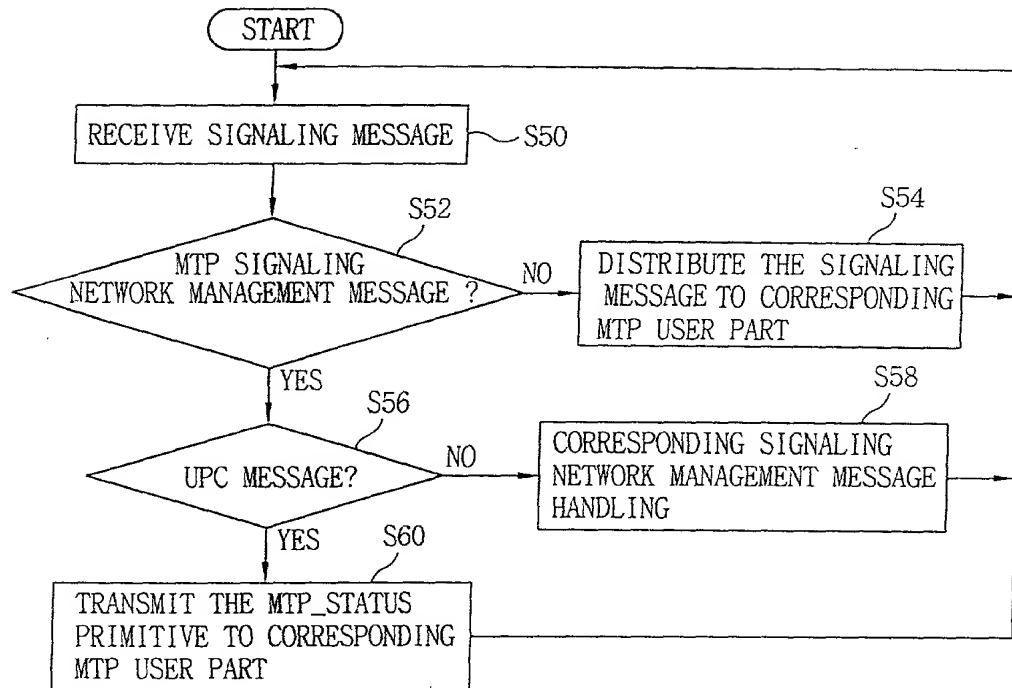 START
RECEIVE SIGNALING MESSAGE
S50
S52
MTP SIGNALING
NETWORK MANAGEMENT MESSAGE ?
NO
S54
DISTRIBUTE THE SIGNALING
MESSAGE TO CORRESPONDING
MTP USER PART
YES
S56
UPC MESSAGE?
NO
S58
CORRESPONDING SIGNALING
NETWORK MANAGEMENT MESSAGE
HANDLING
YES
S60
TRANSMIT THE MTP_STATUS
PRIMITIVE TO CORRESPONDING
MTP USER PART